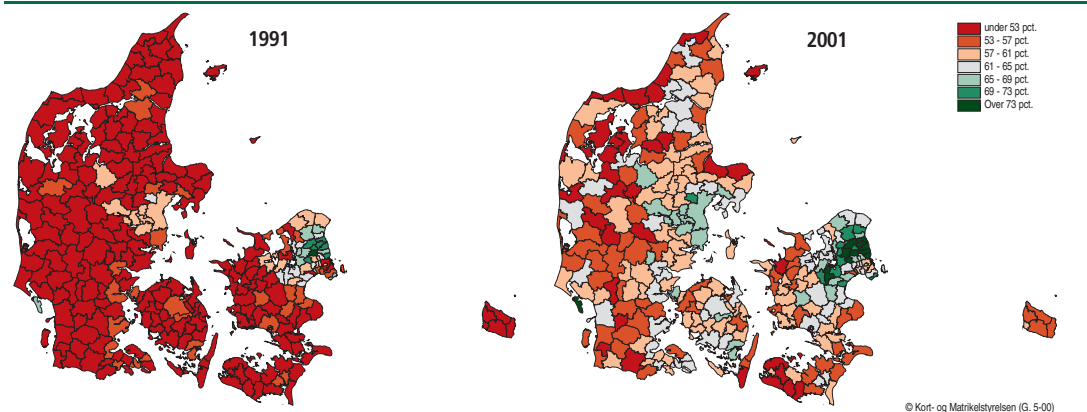 1991
2001
under 53 pct.
53 - 57 pct.
57 - 61 pct.
61 - 65 pct.
65 - 69 pct.
69 - 73 pct.
Over 73 pct.
© Kort- og Matrikelstyrelsen (G. 5-00)